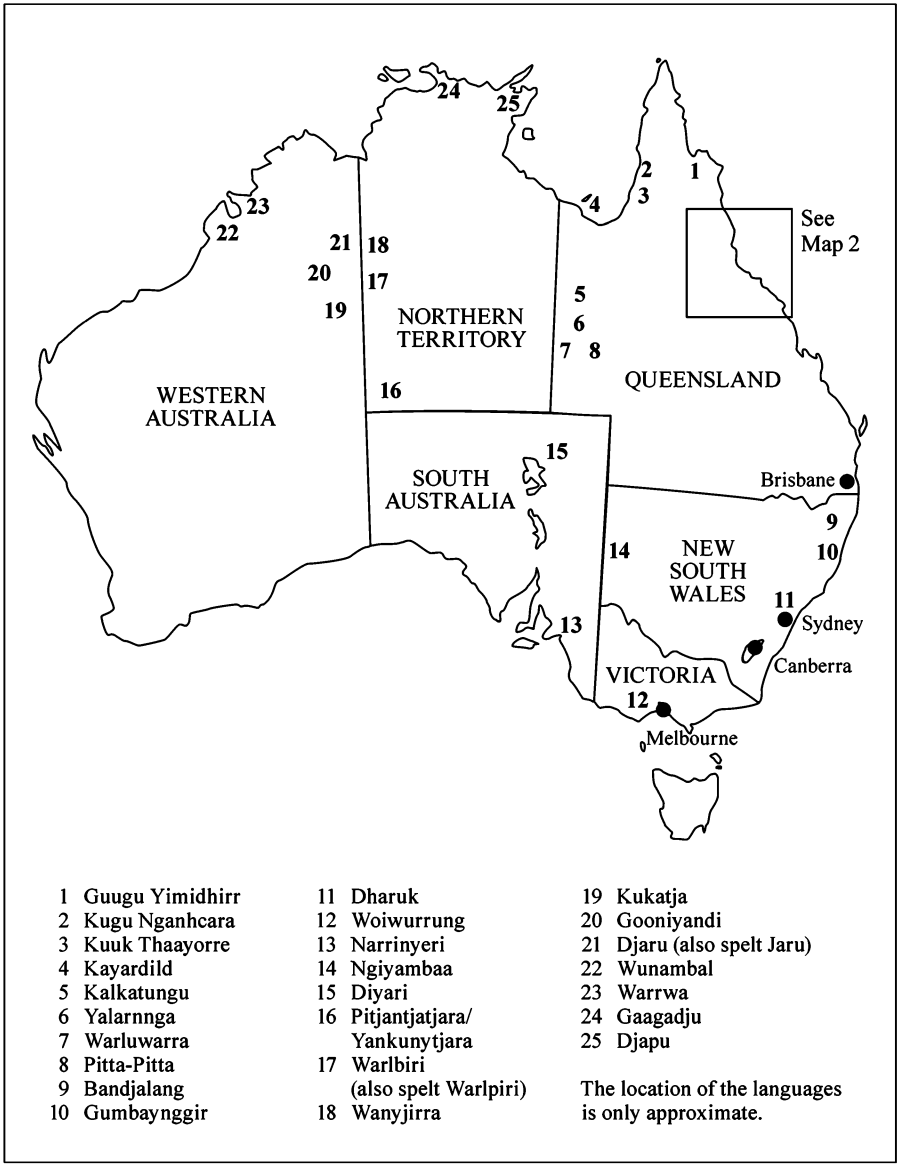 24
25
2
1
3
4
23
22
See
Map 2
21
18
20
17
19
5
6
7
8
NORTHERN
TERRITORY
16
WESTERN
AUSTRALIA
QUEENSLAND
15
SOUTH
AUSTRALIA
Brisbane
9
10
14
NEW
SOUTH
WALES
11
Sydney
13
Canberra
VICTORIA
12
Melbourne
1 Guugu Yimidhirr
2 Kugu Nganhcara
3 Kuuk Thaayorre
4 Kayardild
5 Kalkatungu
6 Yalarnnga
7 Warluwarra
8 Pitta-Pitta
9 Bandjalang
10 Gumbaynggir
11 Dharuk
12 Woiwurrung
13 Narrinyeri
14 Ngiyambaa
15 Diyari
16 Pitjantjatjara/
Yankunytjara
17 Warlbiri
(also spelt Warlpiri)
18 Wanyjirra
19 Kukatja
20 Gooniyandi
21 Djaru (also spelt Jaru)
22 Wunambal
23 Warrwa
24 Gaagadju
25 Djapu
The location of the languages
is only approximate.